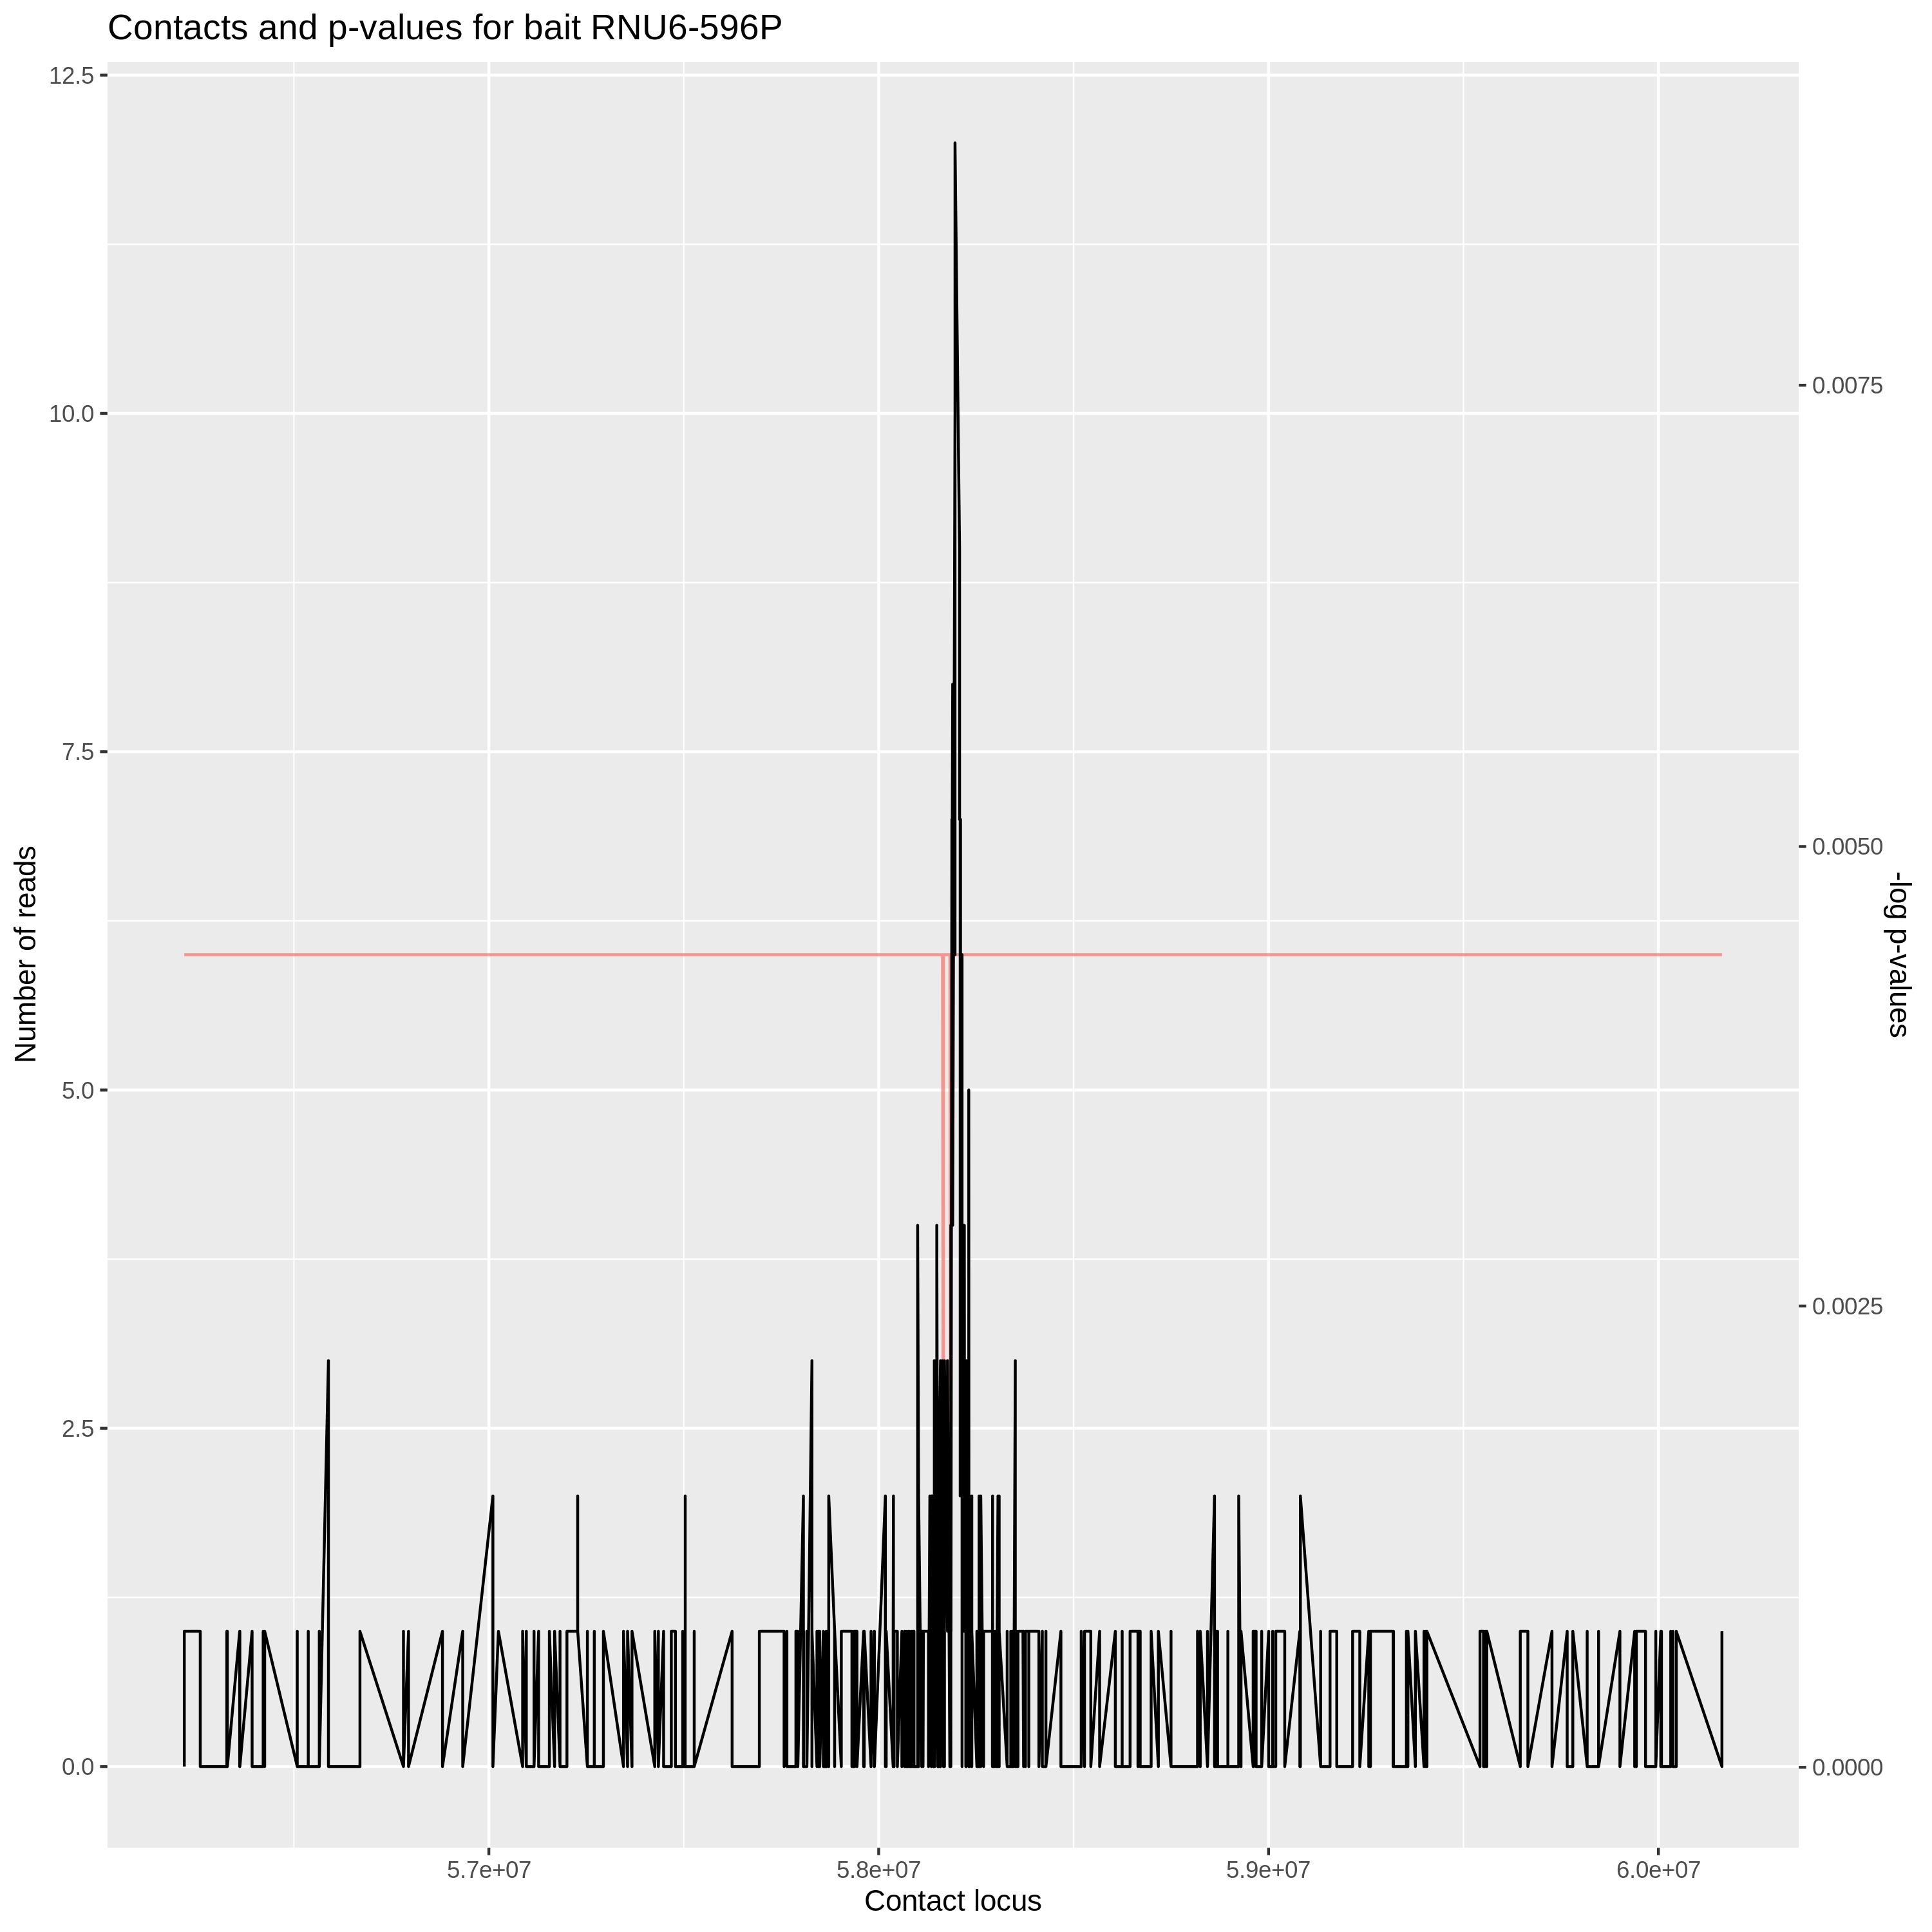 Contacts and p-values for bait RNU6-596P
12.5
10.0
7.5
5.0
2.5
0.0
Number of reads
0.0075
0.0050
0.0025
0.0000
-log p-values
5.7e+07
5.8e+07
5.9e+07
6.0e+07
Contact locus